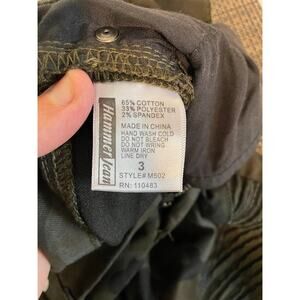 Hammer Jean
65% COTTON
33% POLYESTER
2% SPANDEX
MADE IN CHINA
HAND WASH COLD
DO NOT BLEACH
DO NOT WRING
WARM IRON
LINE DRY
3
STYLE# M502
RN: 110483